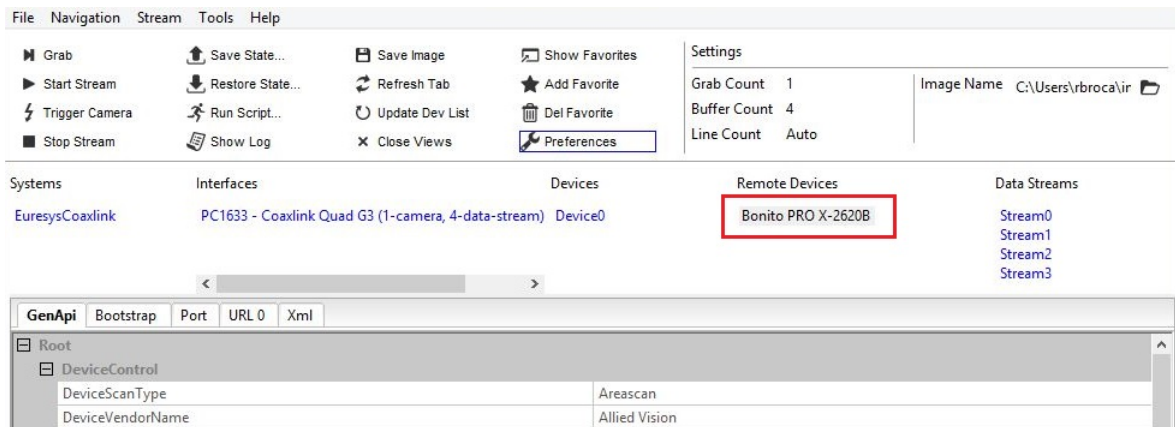 File Navigation Stream Tools Help
Grab Save State... Save Image Show Favorites Settings
Start Stream Restore State... Refresh Tab Add Favorite Grab Count 1 Image Name C:\Users\rbroca\ir
Trigger Camera Run Script... Update Dev List Del Favorite Buffer Count 4
Stop Stream Show Log Close Views Preferences Line Count Auto
Systems Interfaces Devices Remote Devices Data Streams
EuresysCoaxlink PC1633 - Coaxlink Quad G3 (1-camera, 4-data-stream) Device0 Bonito PRO X-2620B Stream0
Stream1
Stream2
Stream3
GenApi Bootstrap Port URL 0 Xml
Root
DeviceControl
DeviceScanType Areascan
DeviceVendorName Allied Vision